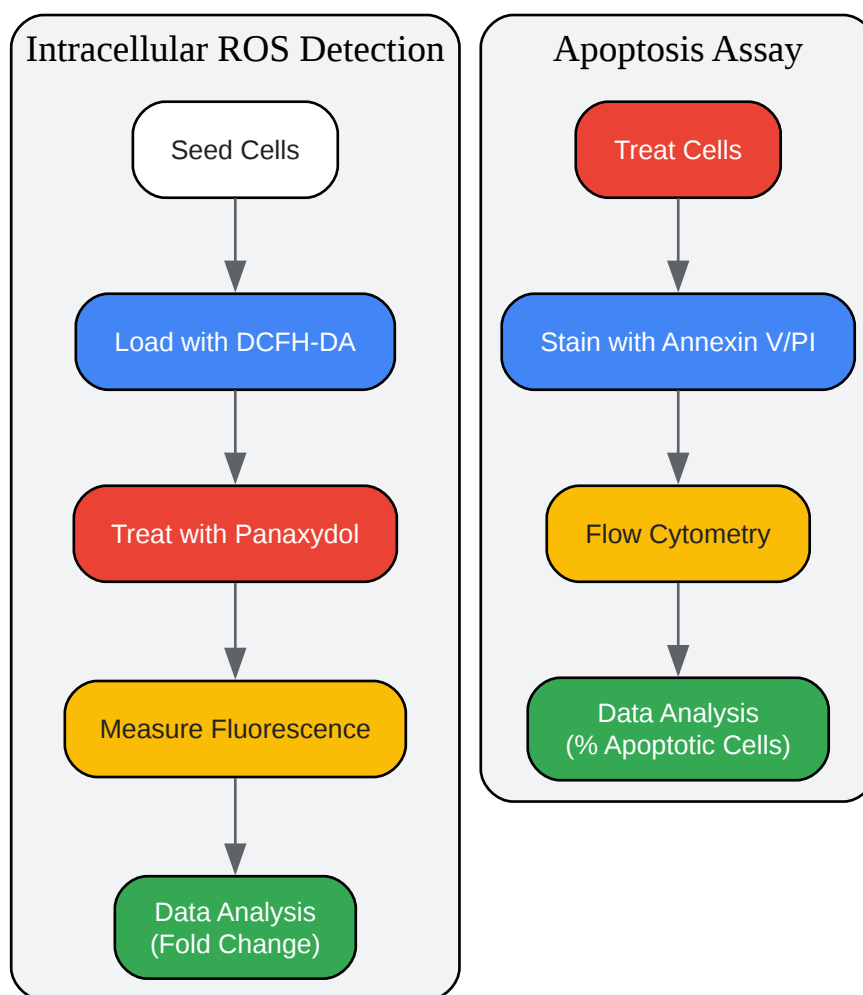 Intracellular ROS Detection
Seed Cells
Load with DCFH-DA
Treat with Panaxydol
Measure Fluorescence
Data Analysis
(Fold Change)
Apoptosis Assay
Treat Cells
Stain with Annexin V/PI
Flow Cytometry
Data Analysis
(% Apoptotic Cells)